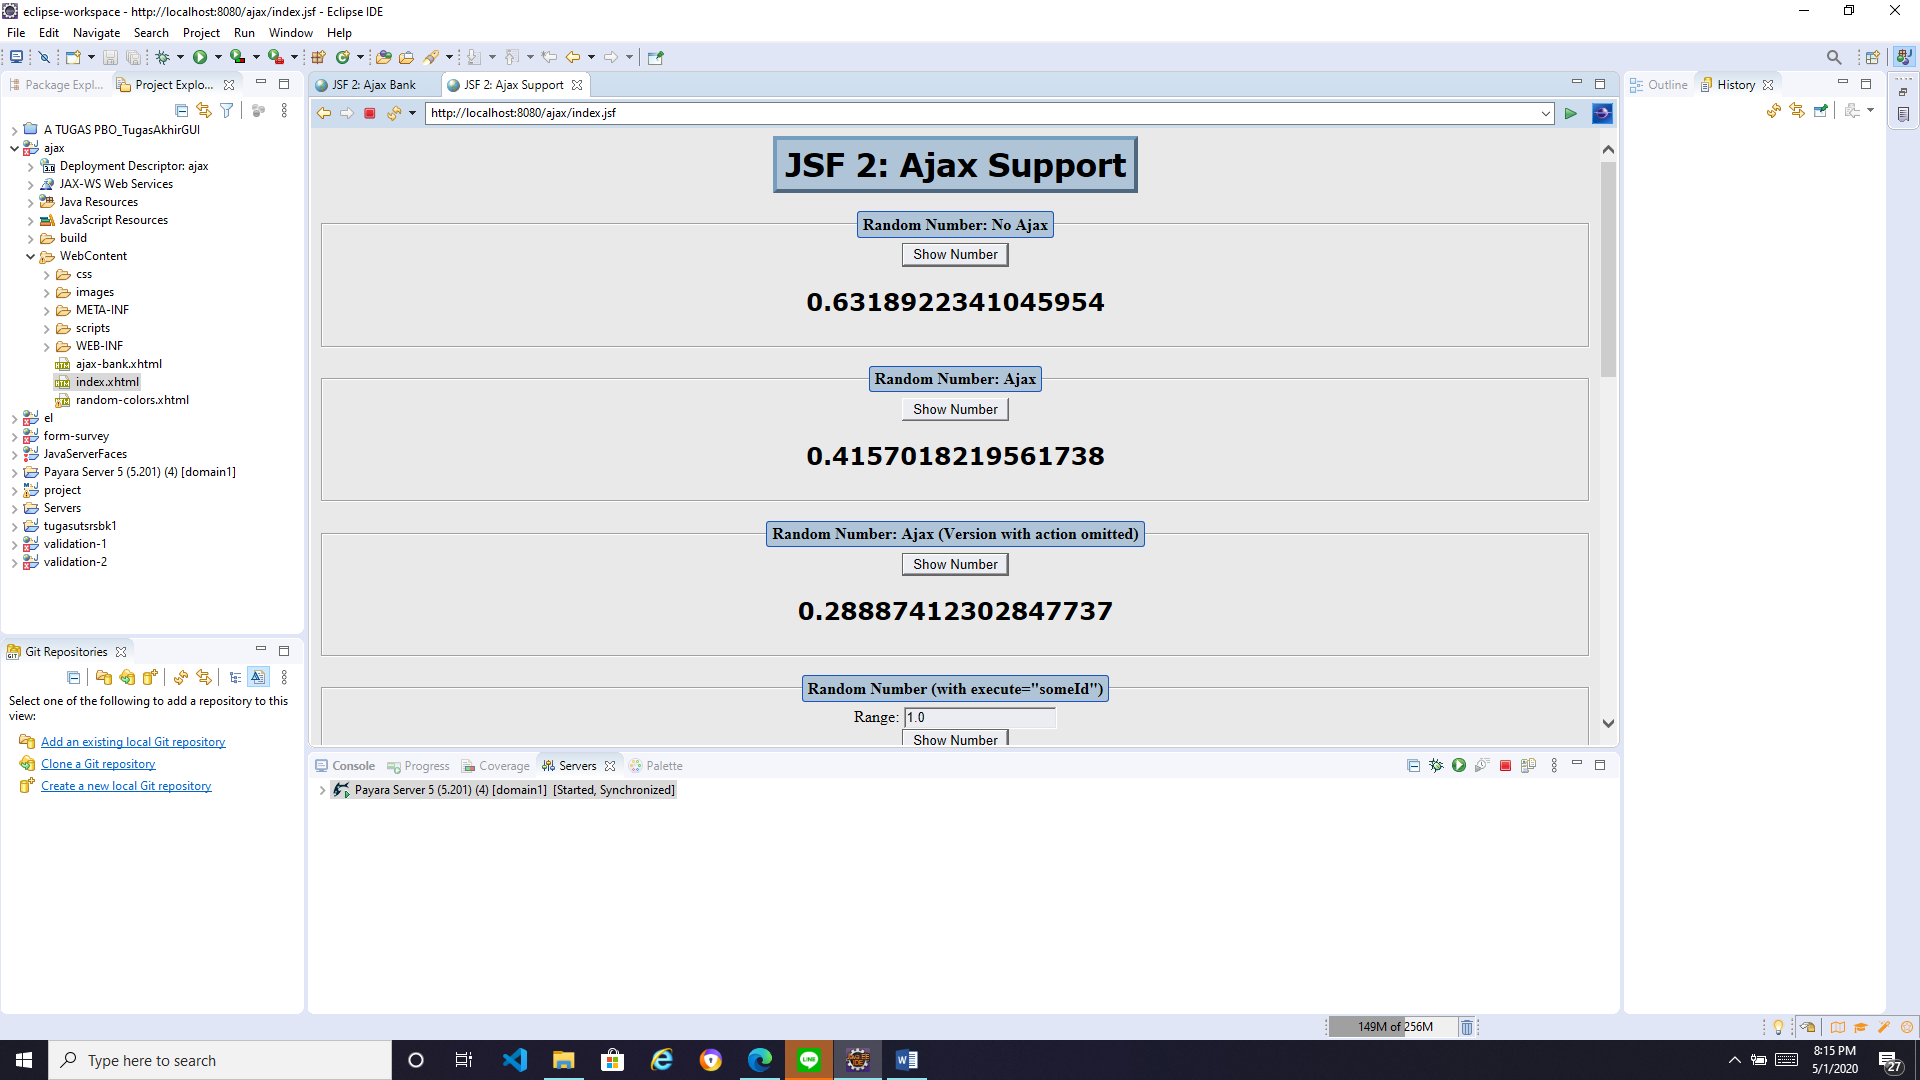 eclipse-workspace - http://localhost:8080/ajax/index.jsf - Eclipse IDE
File Edit Navigate Search Project Run Window Help
Package Expl...
Project Explo...
A TUGAS PBO_TugasAkhirGUI
ajax
Deployment Descriptor: ajax
JAX-WS Web Services
Java Resources
JavaScript Resources
build
WebContent
css
images
META-INF
scripts
WEB-INF
ajax-bank.xhtml
index.xhtml
random-colors.xhtml
el
form-survey
JavaServerFaces
Payara Server 5 (5.201) (4) [domain1]
project
Servers
tugasutsrsbk1
validation-1
validation-2
Git Repositories
Select one of the following to add a repository to this
view:
Add an existing local Git repository
Clone a Git repository
Create a new local Git repository
JSF 2: Ajax Bank
JSF 2: Ajax Support
http://localhost:8080/ajax/index.jsf
JSF 2: Ajax Support
Random Number: No Ajax
Show Number
0.6318922341045954
Random Number: Ajax
Show Number
0.4157018219561738
Random Number: Ajax (Version with action omitted)
Show Number
0.28887412302847737
Random Number (with execute="someId")
Range: 1.0
Show Number
Console Progress Coverage Servers Palette
Payara Server 5 (5.201) (4) [domain1] [Started, Synchronized]
Outline History
149M of 256M
Type here to search
8:15 PM
5/1/2020
27